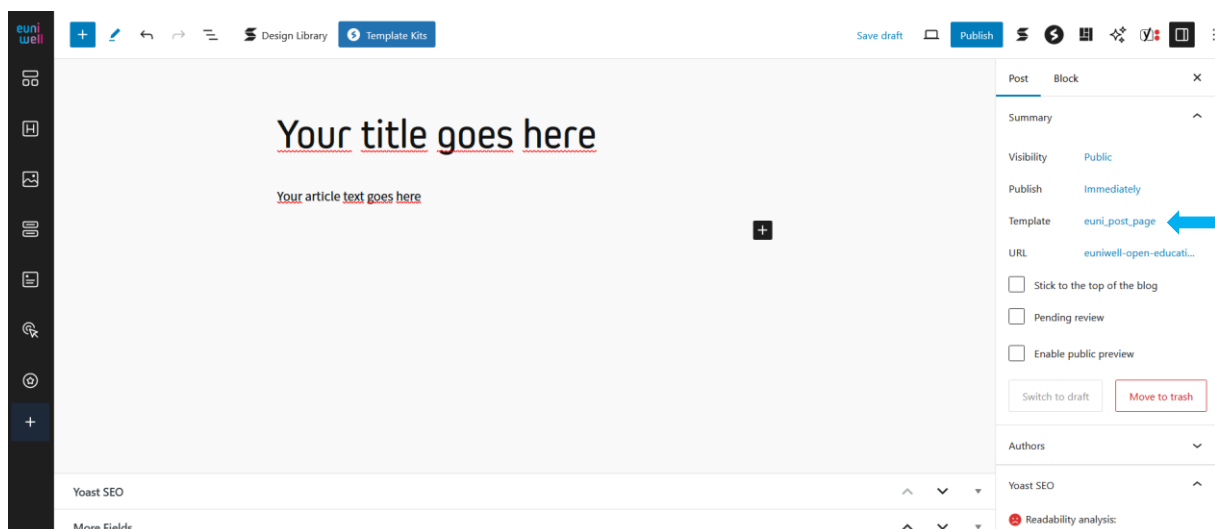 euni
well
Design Library
Template Kits
Save draft
Publish
Post
Block
Your title goes here
Your article text goes here
Summary
Visibility
Public
Publish
Immediately
Template
euni_post_page
URL
euniwell-open-educati...
Stick to the top of the blog
Pending review
Enable public preview
Switch to draft
Move to trash
Authors
Yoast SEO
Readability analysis:
Yoast SEO
More Fields